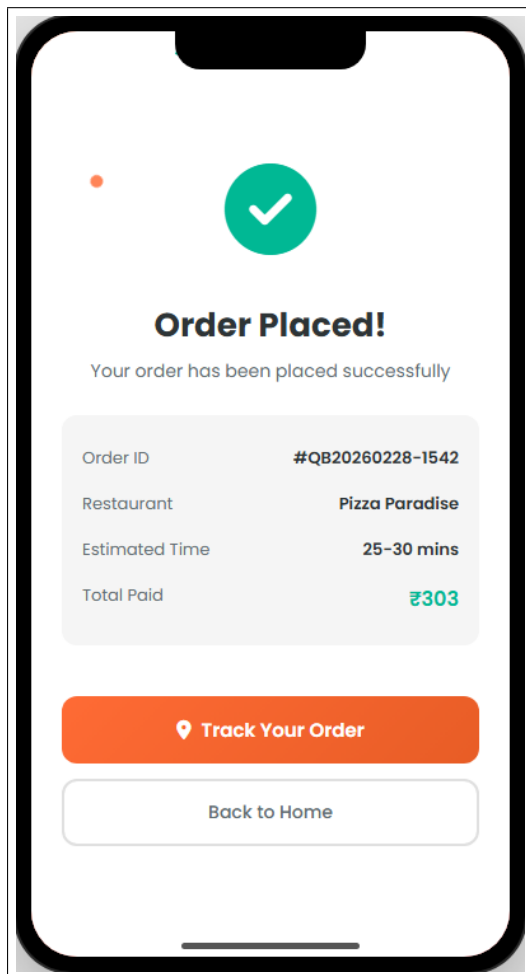 Order Placed!
Your order has been placed successfully
Order ID #QB20260228-1542
Restaurant Pizza Paradise
Estimated Time 25-30 mins
Total Paid ₹303
Track Your Order
Back to Home